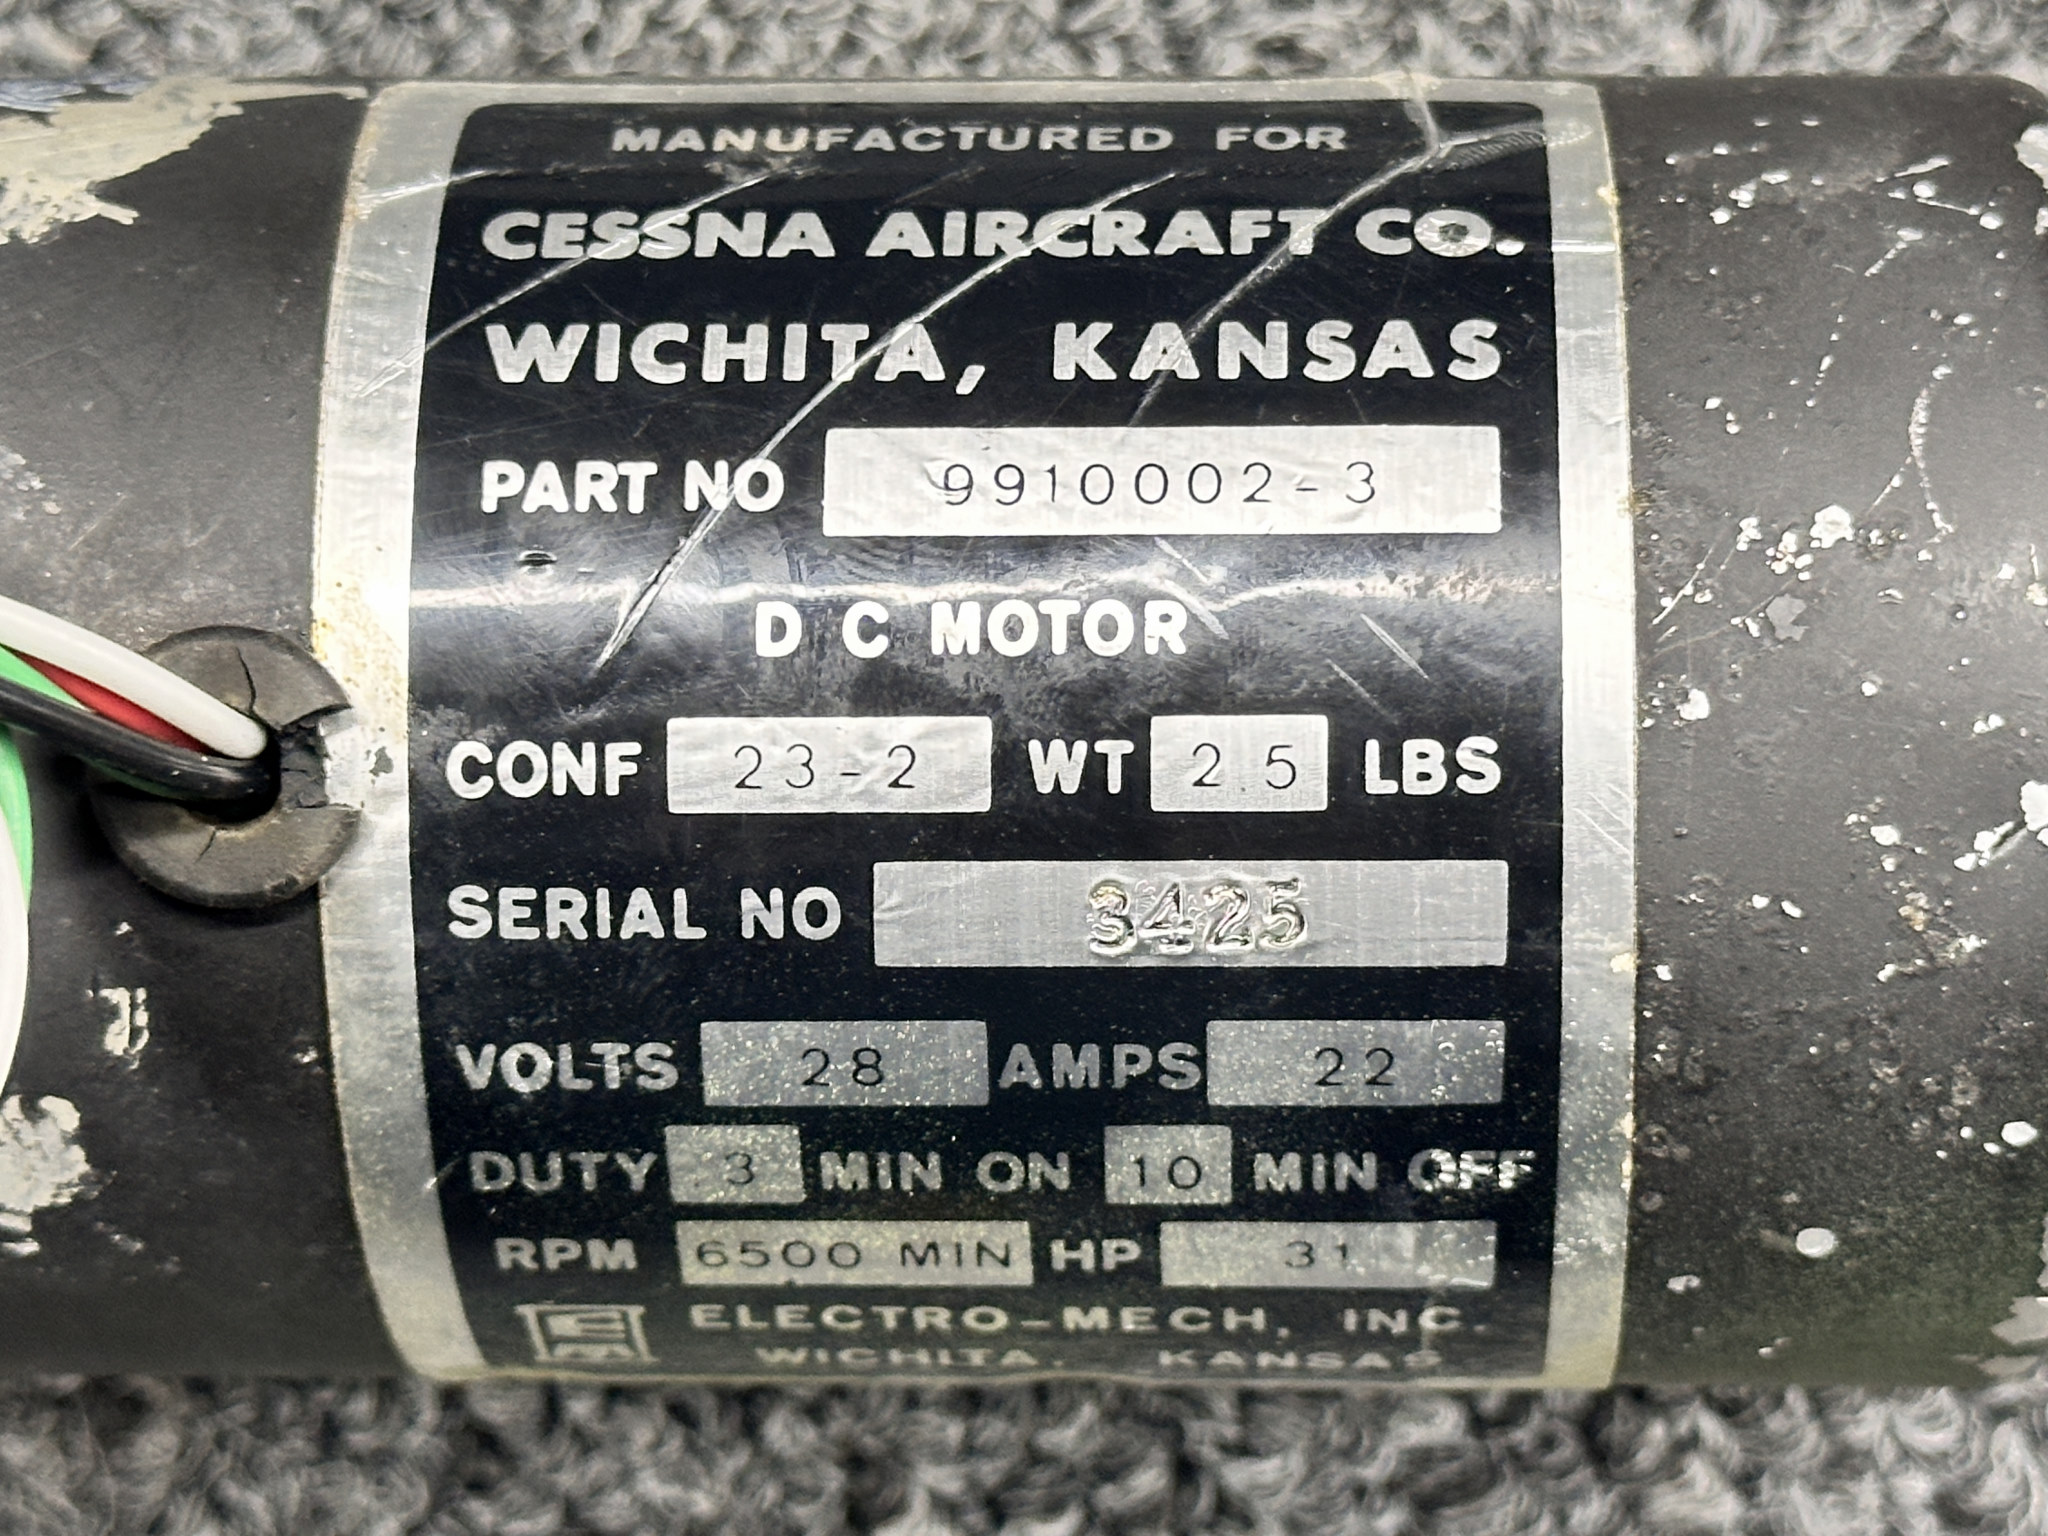 MANUFACTURED FOR
CESSNA AIRCRAFT CO.
WICHITA, KANSAS
PART NO 9910002-3
D C MOTOR
CONF 23-2 WT 2 5 LBS
SERIAL NO 3425
VOLTS 28 AMPS 22
DUTY 3 MIN ON 10 MIN OFF
RPM 6500 MIN HP 31
ELECTRO-MECH, INC.
WICHITA, KANSAS